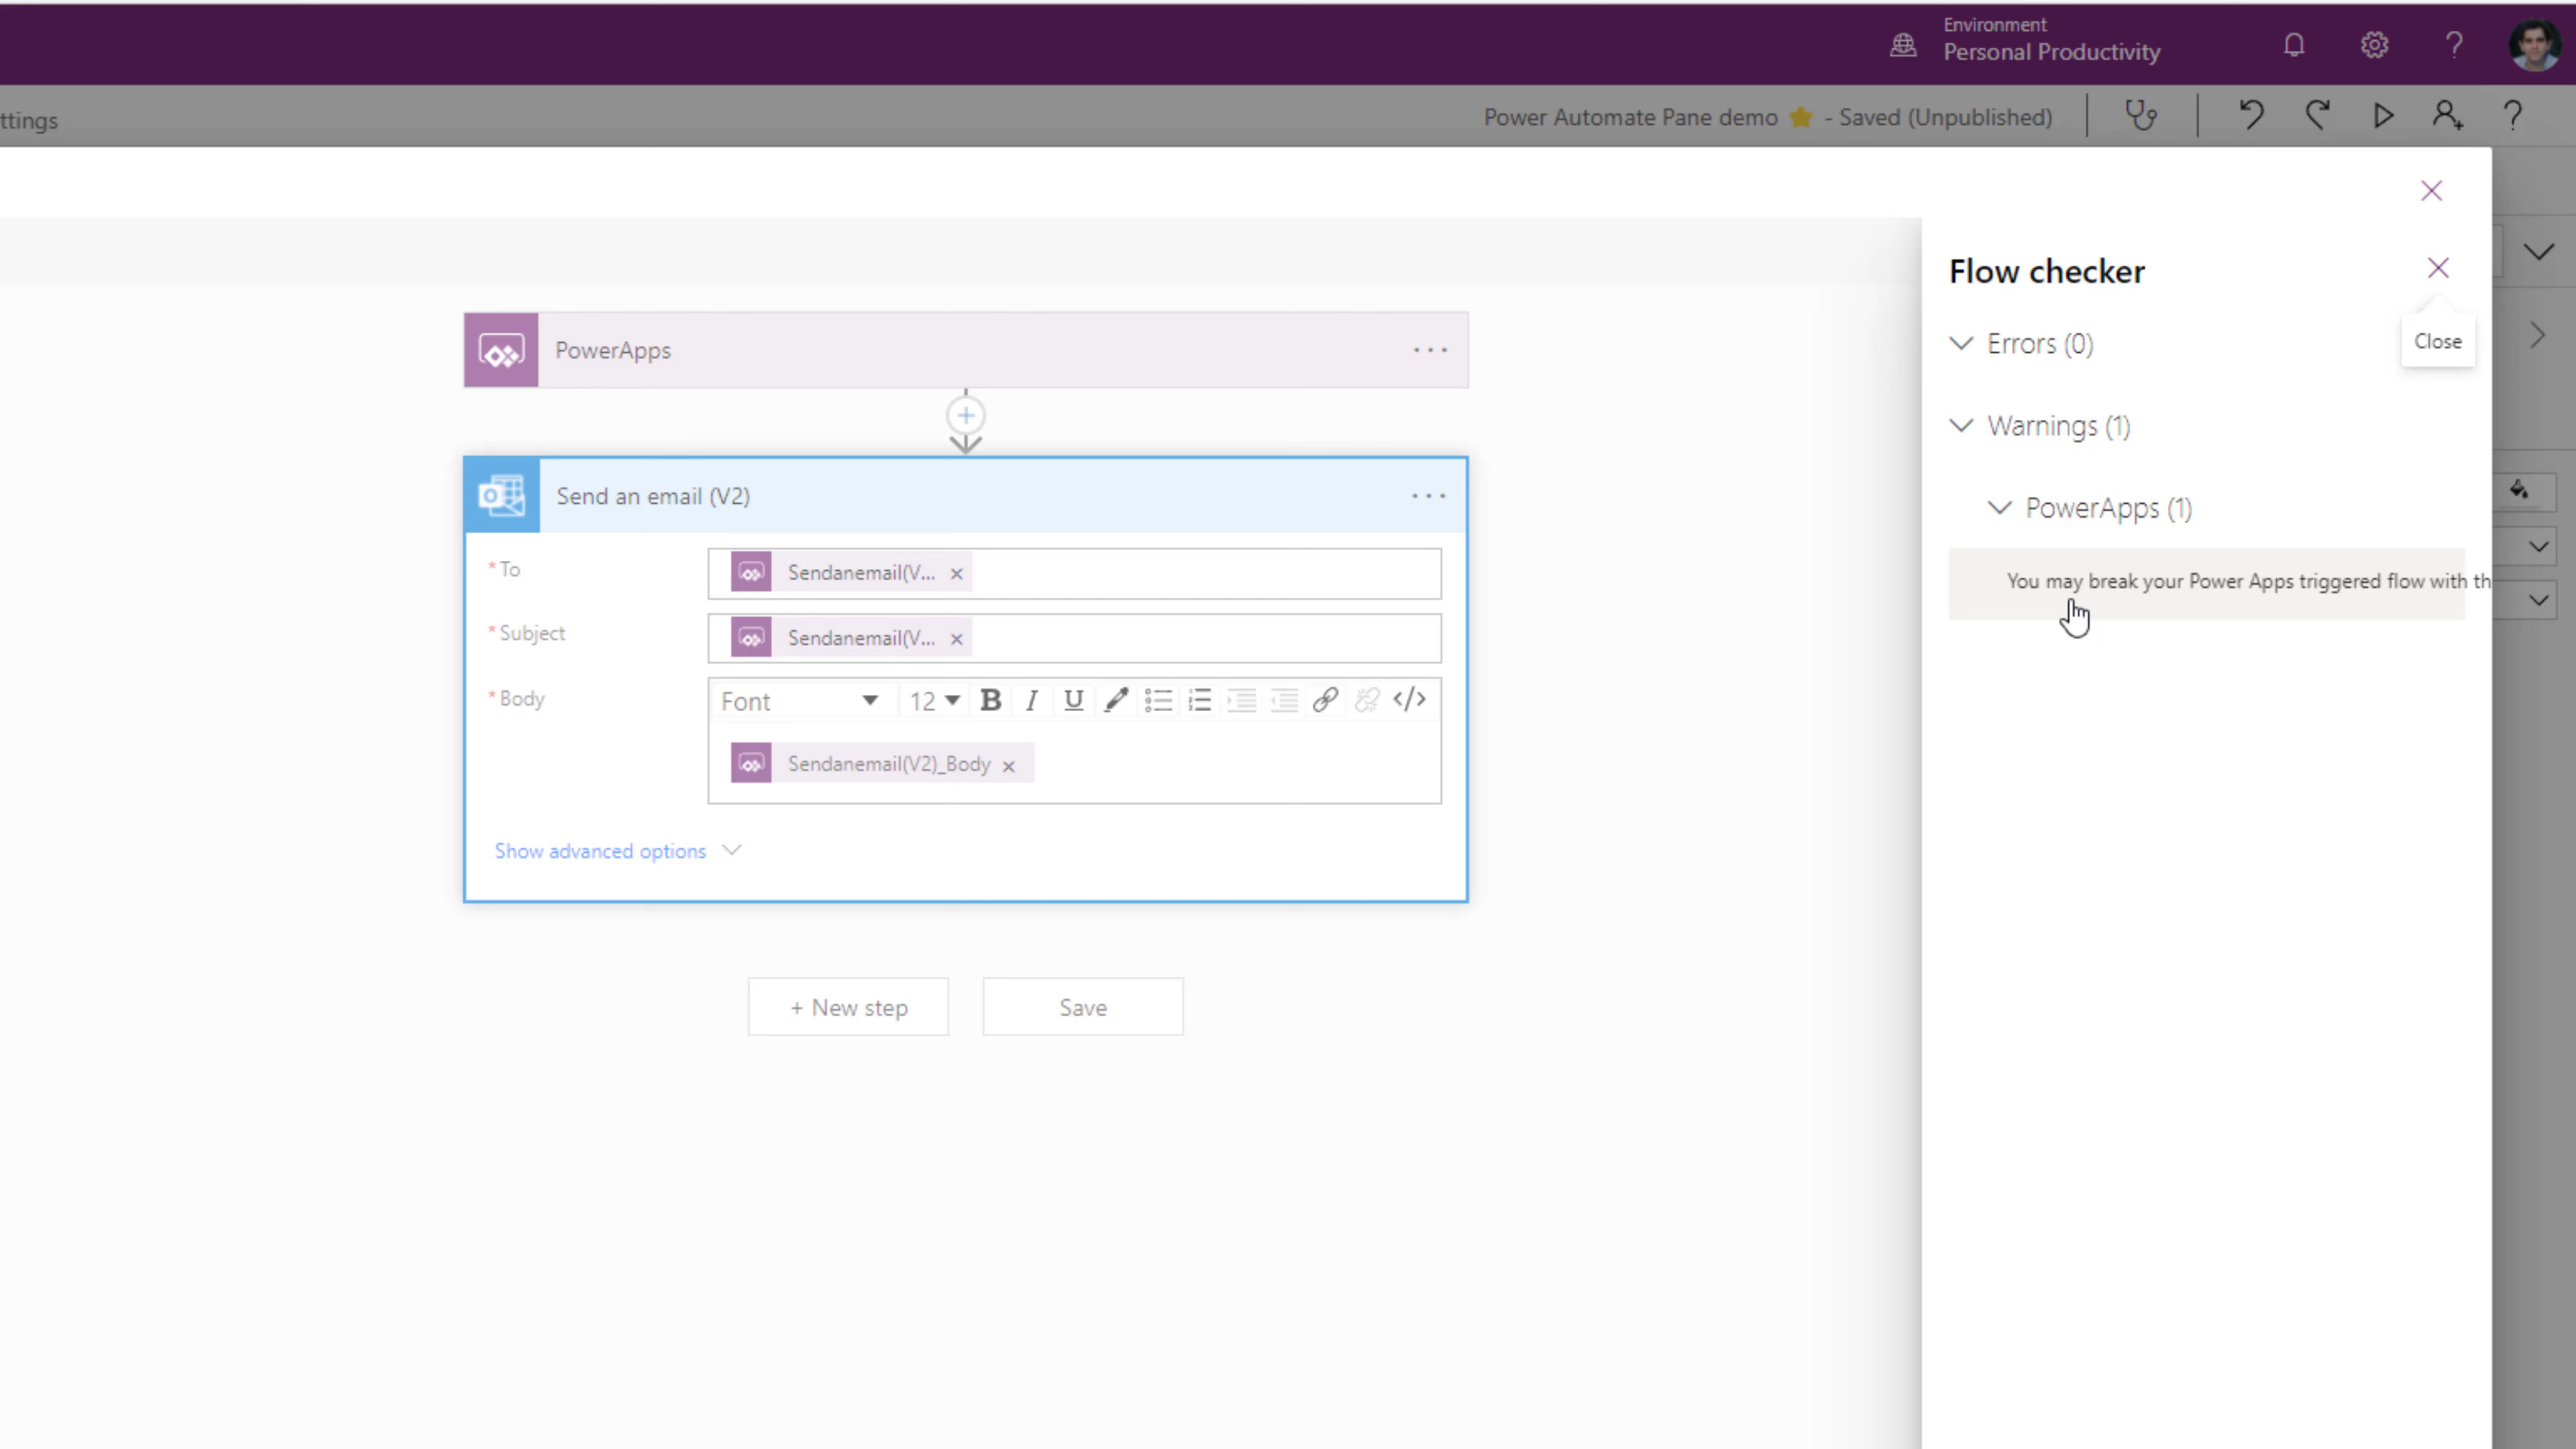 Environment
Personal Productivity
ttings
Power Automate Pane demo - Saved (Unpublished)
Flow checker
Errors (0)
Close
Warnings (1)
PowerApps (1)
You may break your Power Apps triggered flow with th
PowerApps
Send an email (V2)
*To
Sendanemail(V... ×
*Subject
Sendanemail(V... ×
*Body
Font 12 B I U </>
Sendanemail(V2)_Body ×
Show advanced options
+ New step
Save